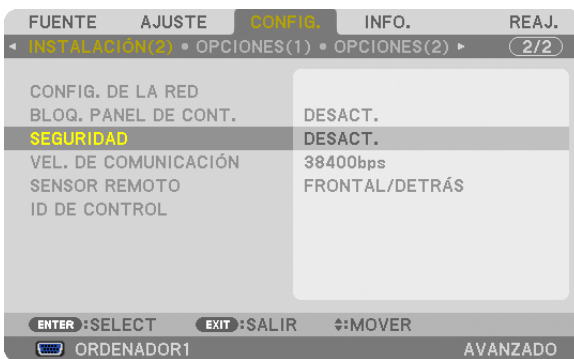 FUENTE AJUSTE CONFIG. INFO. REAJ.
◂ INSTALACIÓN(2) • OPCIONES(1) • OPCIONES(2) ▸ 2/2
CONFIG. DE LA RED
BLOQ. PANEL DE CONT. DESACT.
SEGURIDAD DESACT.
VEL. DE COMUNICACIÓN 38400bps
SENSOR REMOTO FRONTAL/DETRÁS
ID DE CONTROL
ENTER :SELECT EXIT :SALIR ♦:MOVER
ORDENADOR1 AVANZADO